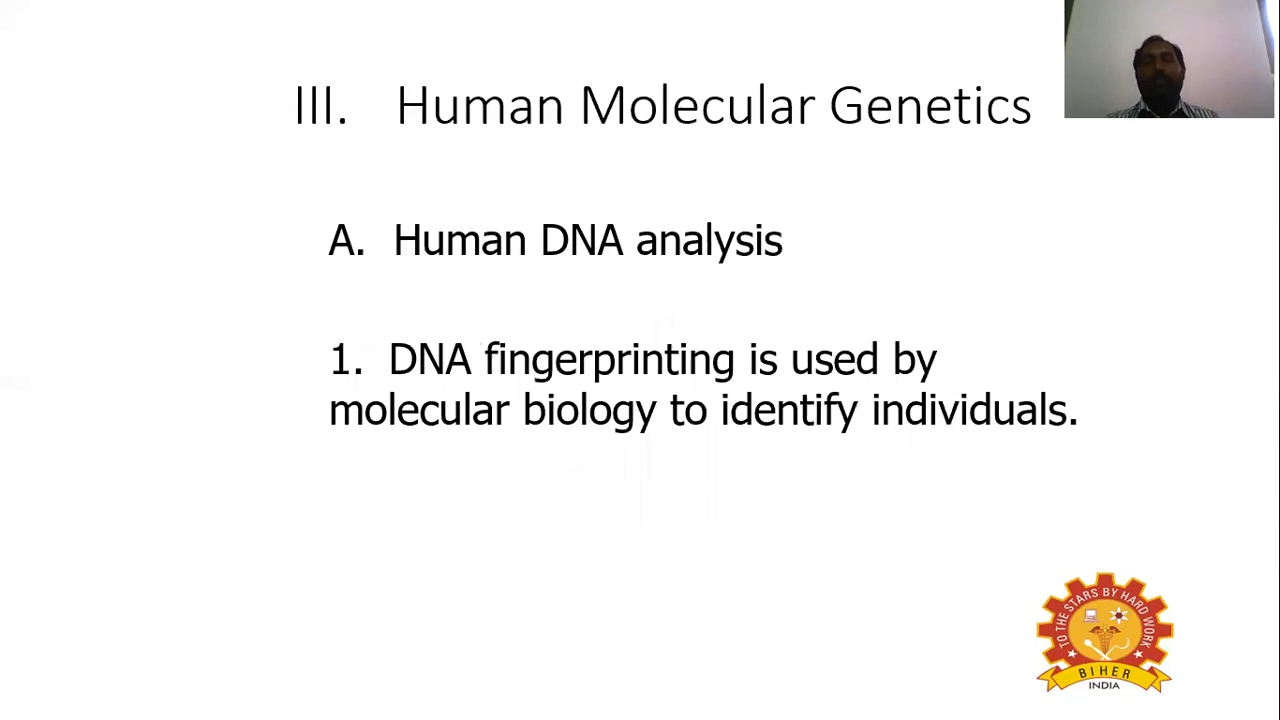 III. Human Molecular Genetics
A. Human DNA analysis
1. DNA fingerprinting is used by
molecular biology to identify individuals.
TO THE STARS BY HARD WORK
BIHER
INDIA